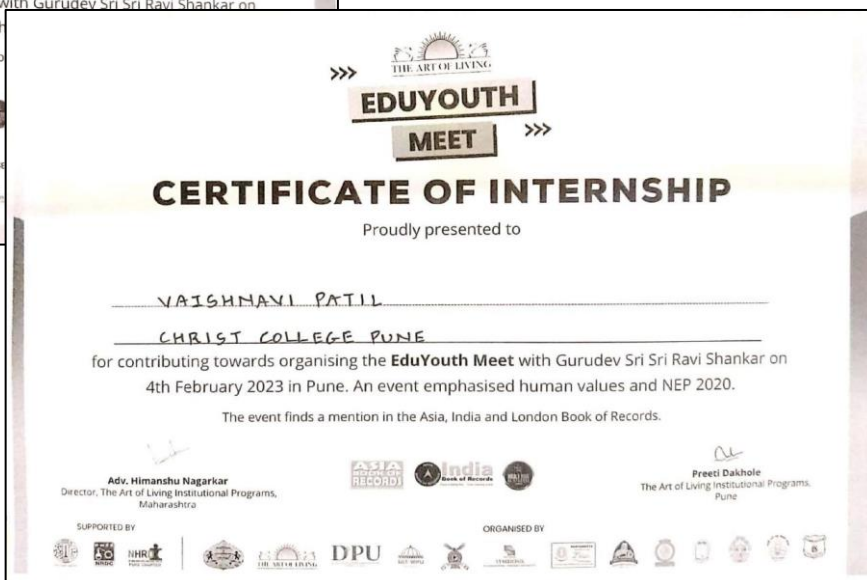 with Gurudev Sri Sri Ravi Shankar on
THE ART OF LIVING
>>> EDUYOUTH
MEET >>>
CERTIFICATE OF INTERNSHIP
Proudly presented to
VAISHNAVI PATIL
CHRIST COLLEGE PUNE
for contributing towards organising the EduYouth Meet with Gurudev Sri Sri Ravi Shankar on
4th February 2023 in Pune. An event emphasised human values and NEP 2020.
The event finds a mention in the Asia, India and London Book of Records.
ASIA BOOK OF RECORDS
India
Book of Records
Adv. Himanshu Nagarkar
Director, The Art of Living Institutional Programs,
Maharashtra
Preeti Dakhole
The Art of Living Institutional Programs,
Pune
SUPPORTED BY
ORGANISED BY
NHRC
THE ART OF LIVING
DPU